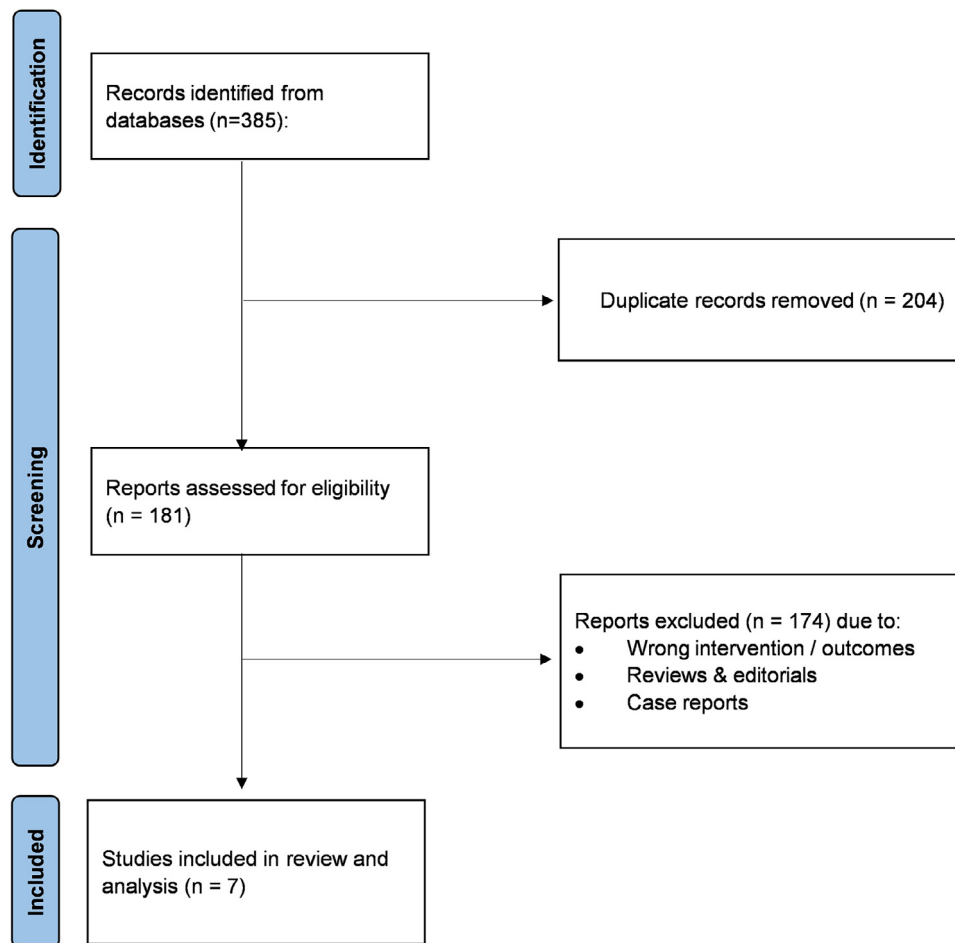 Identification
Records identified from
databases (n=385):
Screening
Duplicate records removed (n = 204)
Reports assessed for eligibility
(n = 181)
Reports excluded (n = 174) due to:
• Wrong intervention / outcomes
• Reviews & editorials
• Case reports
Included
Studies included in review and
analysis (n = 7)